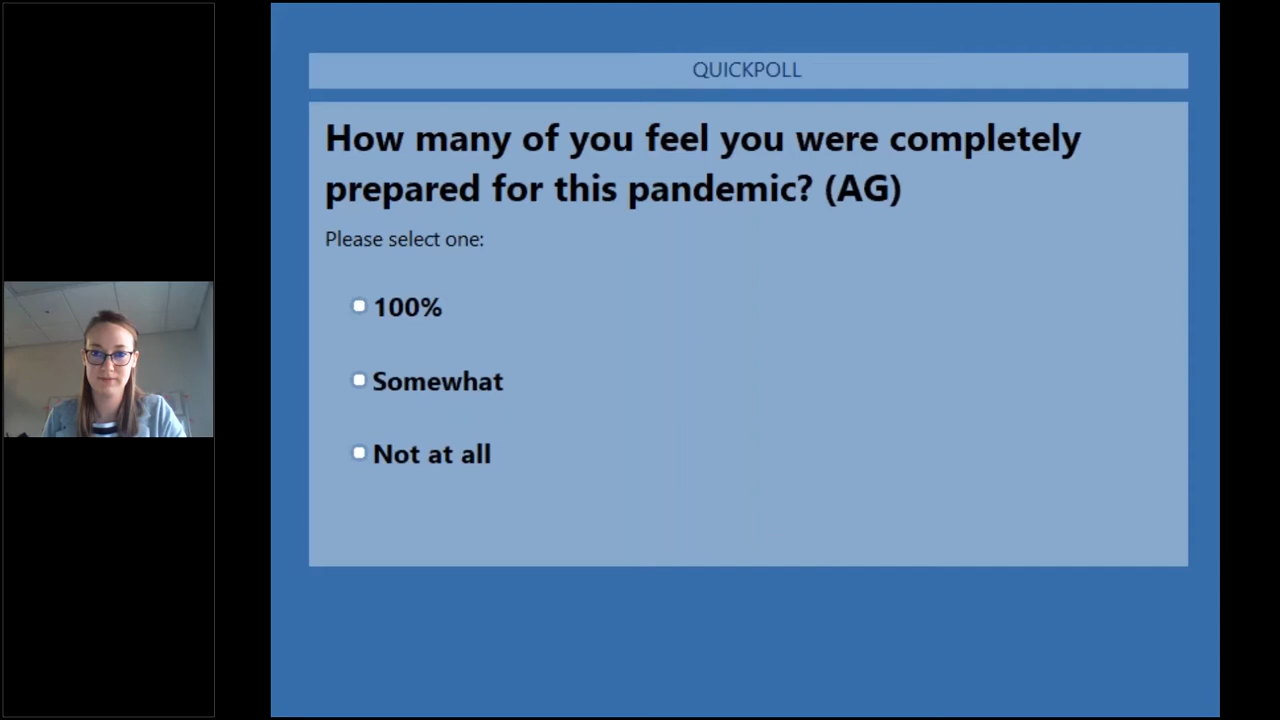 QUICKPOLL
How many of you feel you were completely
prepared for this pandemic? (AG)
Please select one:
100%
Somewhat
Not at all